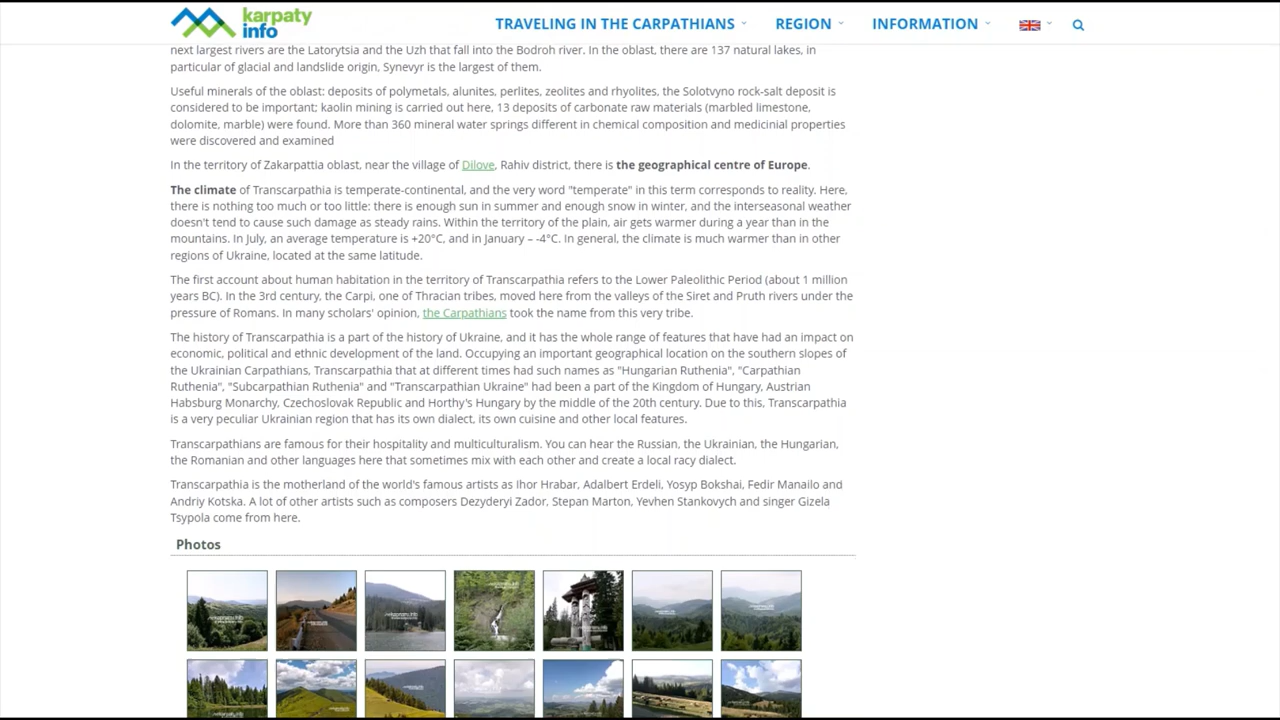 karpaty
info
TRAVELING IN THE CARPATHIANS
REGION
INFORMATION
next largest rivers are the Latorytsia and the Uzh that fall into the Bodroh river. In the oblast, there are 137 natural lakes, in
particular of glacial and landslide origin, Synevyr is the largest of them.
Useful minerals of the oblast: deposits of polymetals, alunites, perlites, zeolites and rhyolites, the Solotvyno rock-salt deposit is
considered to be important; kaolin mining is carried out here, 13 deposits of carbonate raw materials (marbled limestone,
dolomite, marble) were found. More than 360 mineral water springs different in chemical composition and medicinial properties
were discovered and examined
In the territory of Zakarpattia oblast, near the village of Dilove, Rahiv district, there is the geographical centre of Europe.
The climate of Transcarpathia is temperate-continental, and the very word "temperate" in this term corresponds to reality. Here,
there is nothing too much or too little: there is enough sun in summer and enough snow in winter, and the interseasonal weather
doesn't tend to cause such damage as steady rains. Within the territory of the plain, air gets warmer during a year than in the
mountains. In July, an average temperature is +20°C, and in January – -4°C. In general, the climate is much warmer than in other
regions of Ukraine, located at the same latitude.
The first account about human habitation in the territory of Transcarpathia refers to the Lower Paleolithic Period (about 1 million
years BC). In the 3rd century, the Carpi, one of Thracian tribes, moved here from the valleys of the Siret and Pruth rivers under the
pressure of Romans. In many scholars' opinion, the Carpathians took the name from this very tribe.
The history of Transcarpathia is a part of the history of Ukraine, and it has the whole range of features that have had an impact on
economic, political and ethnic development of the land. Occupying an important geographical location on the southern slopes of
the Ukrainian Carpathians, Transcarpathia that at different times had such names as "Hungarian Ruthenia", "Carpathian
Ruthenia", "Subcarpathian Ruthenia" and "Transcarpathian Ukraine" had been a part of the Kingdom of Hungary, Austrian
Habsburg Monarchy, Czechoslovak Republic and Horthy's Hungary by the middle of the 20th century. Due to this, Transcarpathia
is a very peculiar Ukrainian region that has its own dialect, its own cuisine and other local features.
Transcarpathians are famous for their hospitality and multiculturalism. You can hear the Russian, the Ukrainian, the Hungarian,
the Romanian and other languages here that sometimes mix with each other and create a local racy dialect.
Transcarpathia is the motherland of the world's famous artists as Ihor Hrabar, Adalbert Erdeli, Yosyp Bokshai, Fedir Manailo and
Andriy Kotska. A lot of other artists such as composers Dezyderyi Zador, Stepan Marton, Yevhen Stankovych and singer Gizela
Tsypola come from here.
Photos